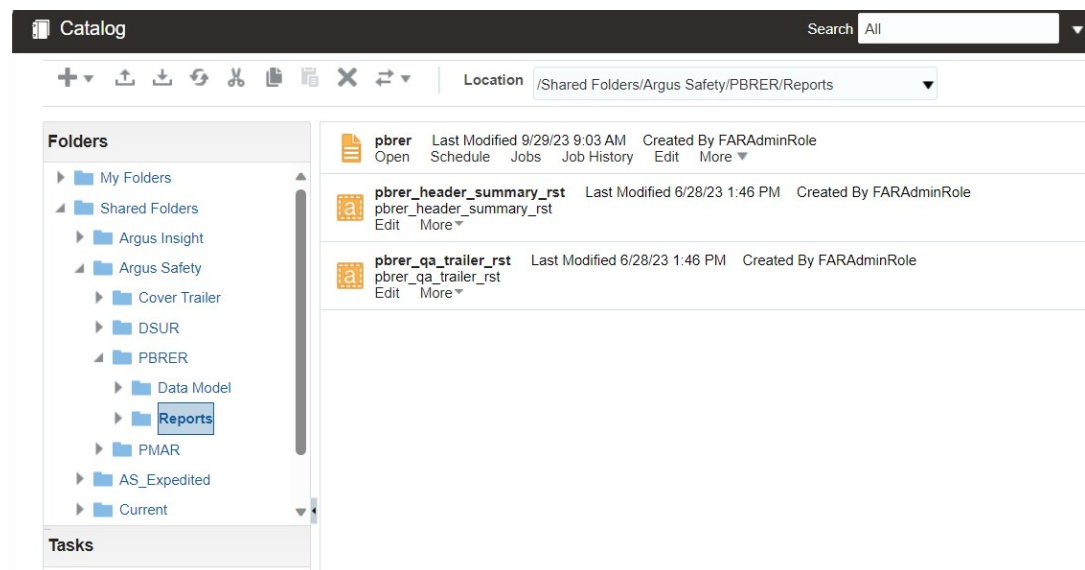 Catalog
Search All
Location /Shared Folders/Argus Safety/PBRER/Reports
Folders
My Folders
Shared Folders
Argus Insight
Argus Safety
Cover Trailer
DSUR
PBRER
Data Model
Reports
PMAR
AS_Expedited
Current
Tasks
pbrer Last Modified 9/29/23 9:03 AM Created By FARAdminRole
Open Schedule Jobs Job History Edit More
pbrer_header_summary_rst Last Modified 6/28/23 1:46 PM Created By FARAdminRole
pbrer_header_summary_rst
Edit More
pbrer_qa_trailer_rst Last Modified 6/28/23 1:46 PM Created By FARAdminRole
pbrer_qa_trailer_rst
Edit More